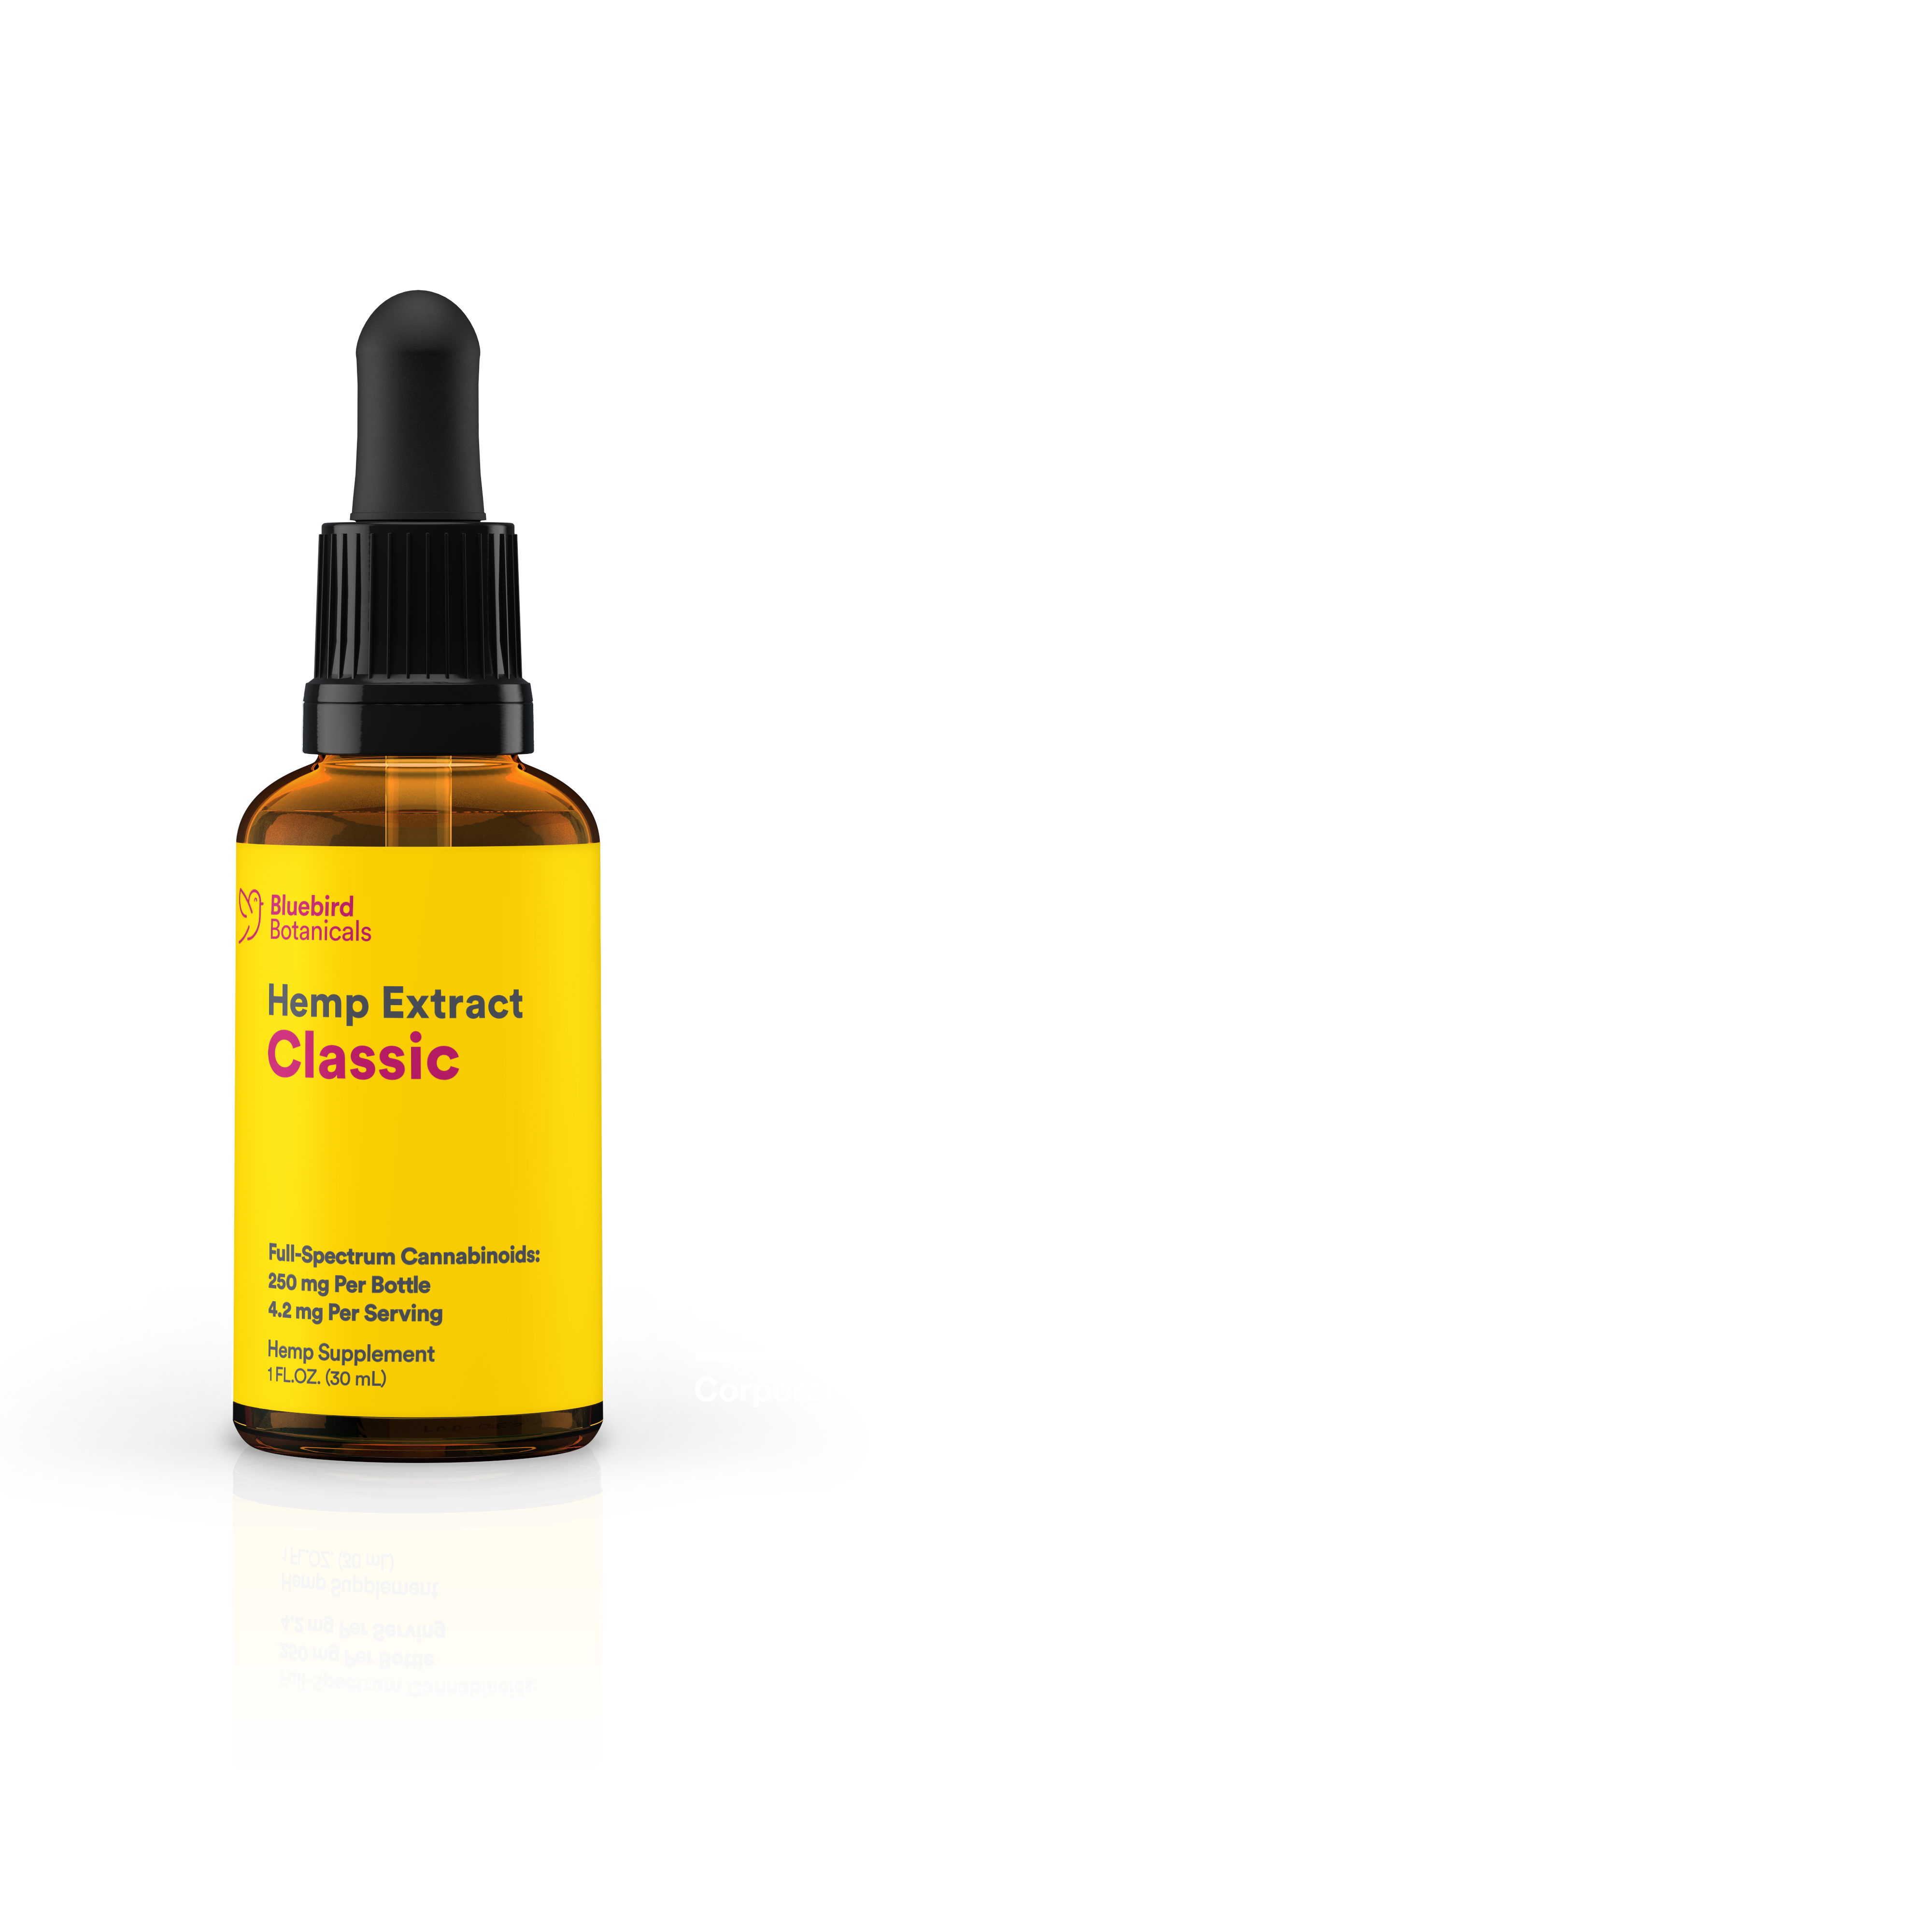 Bluebird
Botanicals
Hemp Extract
Classic
Full-Spectrum Cannabinoids:
250 mg Per Bottle
4.2 mg Per Serving
Hemp Supplement
1 FL.OZ. (30 mL)